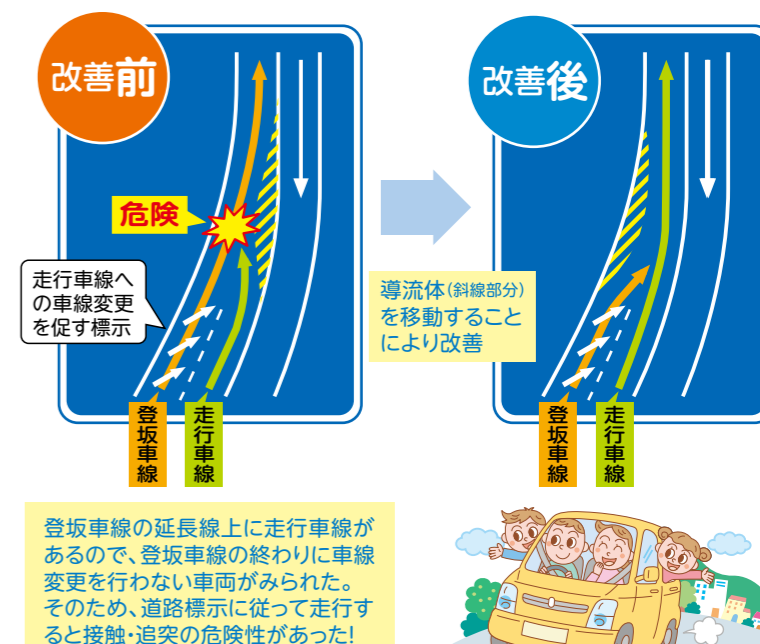 改善前
改善後
危険
走行車線へ
の車線変更
を促す標示
導流体(斜線部分)
を移動すること
により改善
登坂車線
走行車線
登坂車線
走行車線
登坂車線の延長線上に走行車線が
あるので、登坂車線の終わりに車線
変更を行わない車両がみられた。
そのため、道路標示に従って走行す
ると接触・追突の危険性があった!